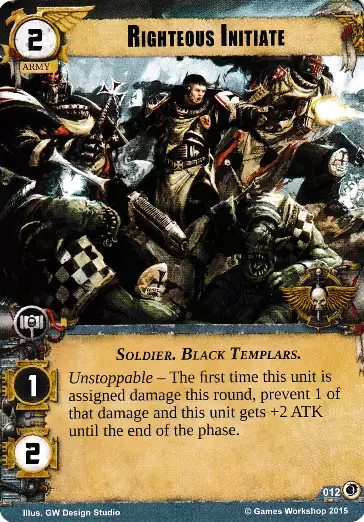 2
RIGHTEOUS INITIATE
ARMY
SOLDIER. BLACK TEMPLARS.
1
Unstoppable – The first time this unit is
assigned damage this round, prevent 1 of
that damage and this unit gets +2 ATK
until the end of the phase.
2
012
Illus. GW Design Studio
© Games Workshop 2015